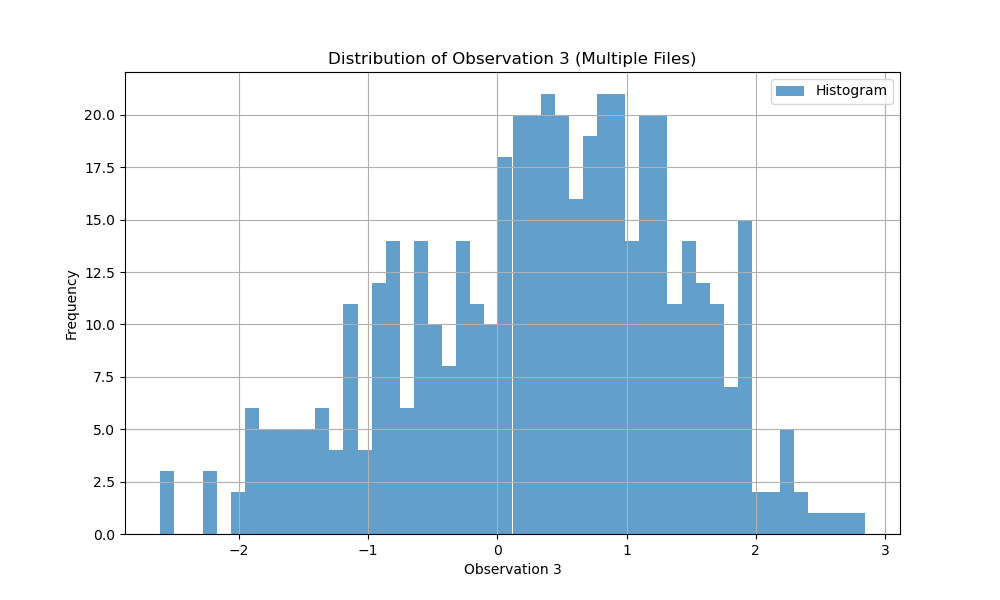 Distribution of Observation 3 (Multiple Files)
Histogram
20.0
17.5
15.0
12.5
10.0
7.5
5.0
2.5
0.0
Frequency
−2 −1 0 1 2 3
Observation 3